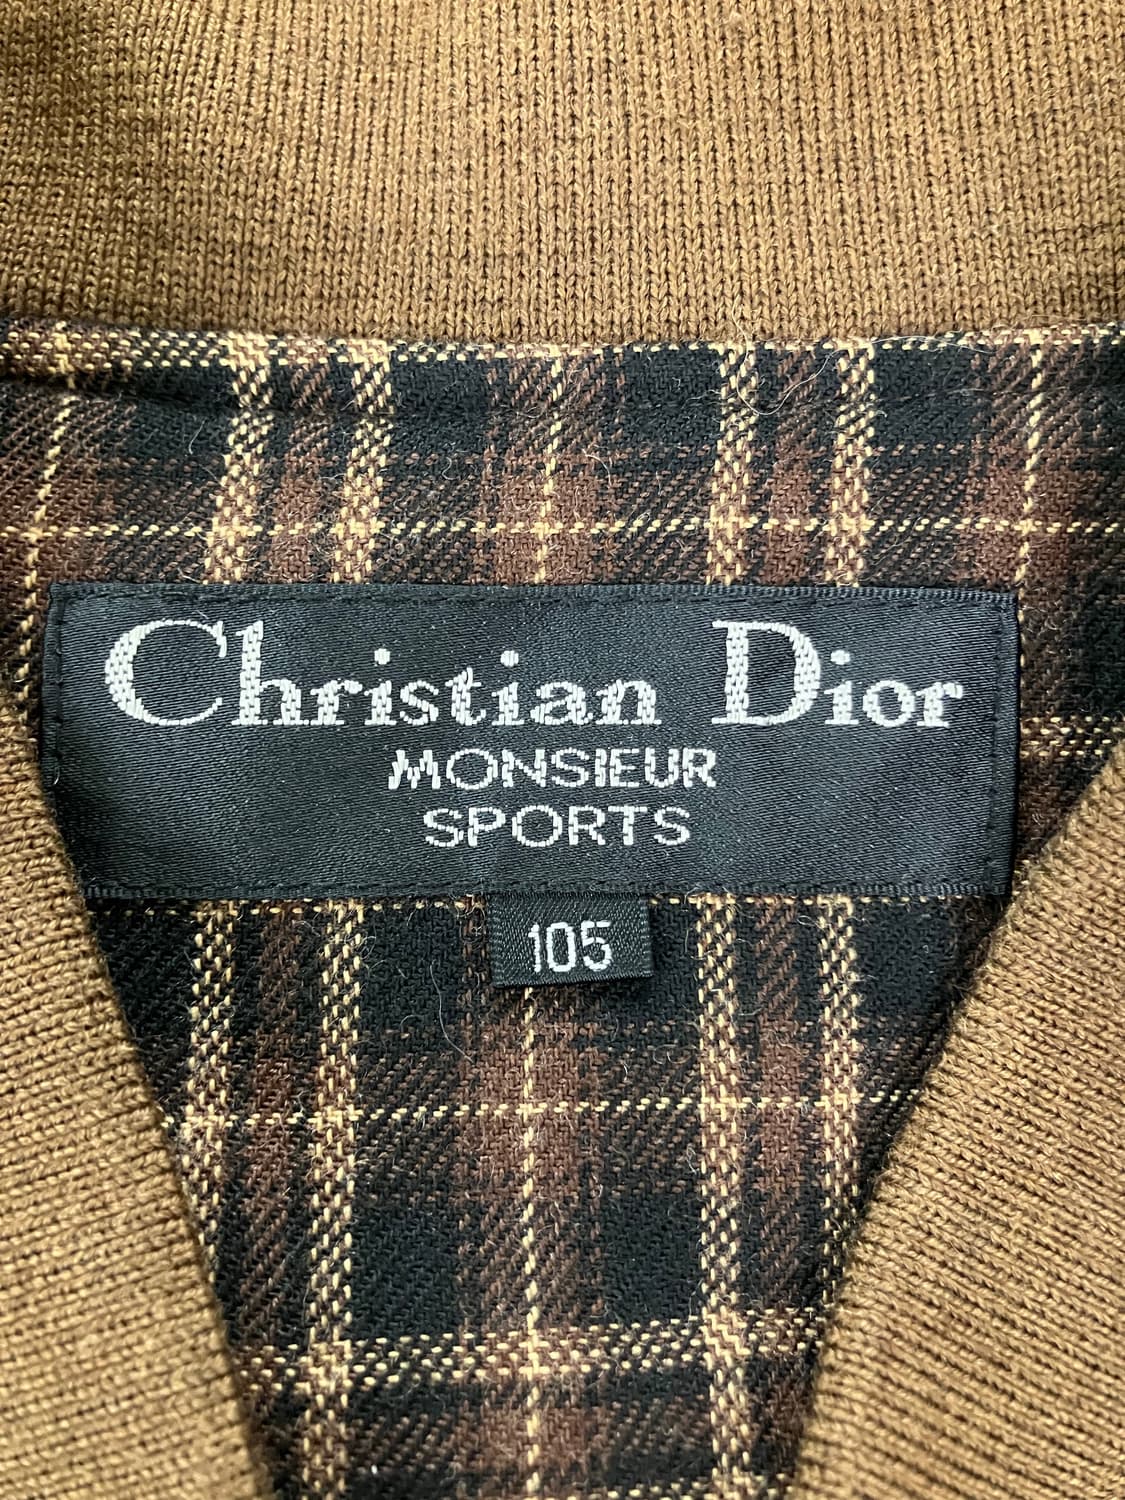 Christian Dior
MONSIEUR
SPORTS
105